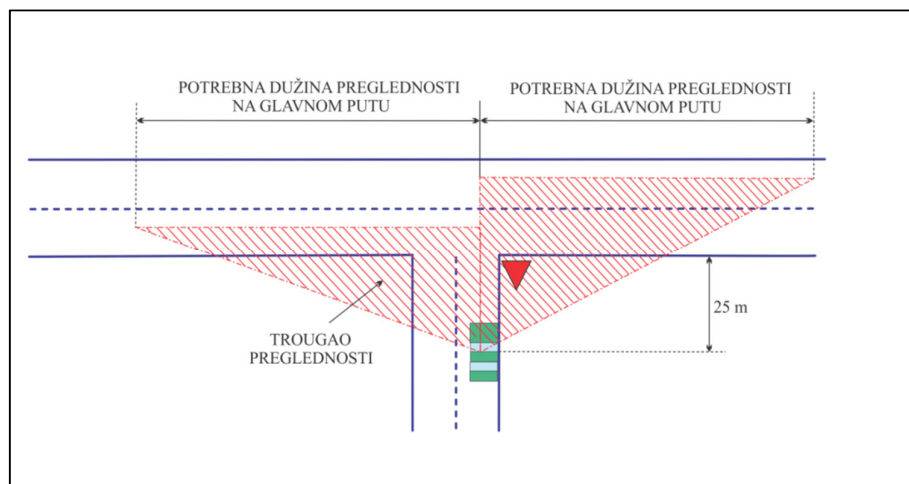 POTREBNA DUŽINA PREGLEDNOSTI
NA GLAVNOM PUTU
POTREBNA DUŽINA PREGLEDNOSTI
NA GLAVNOM PUTU
25 m
TROUGAO
PREGLEDNOSTI